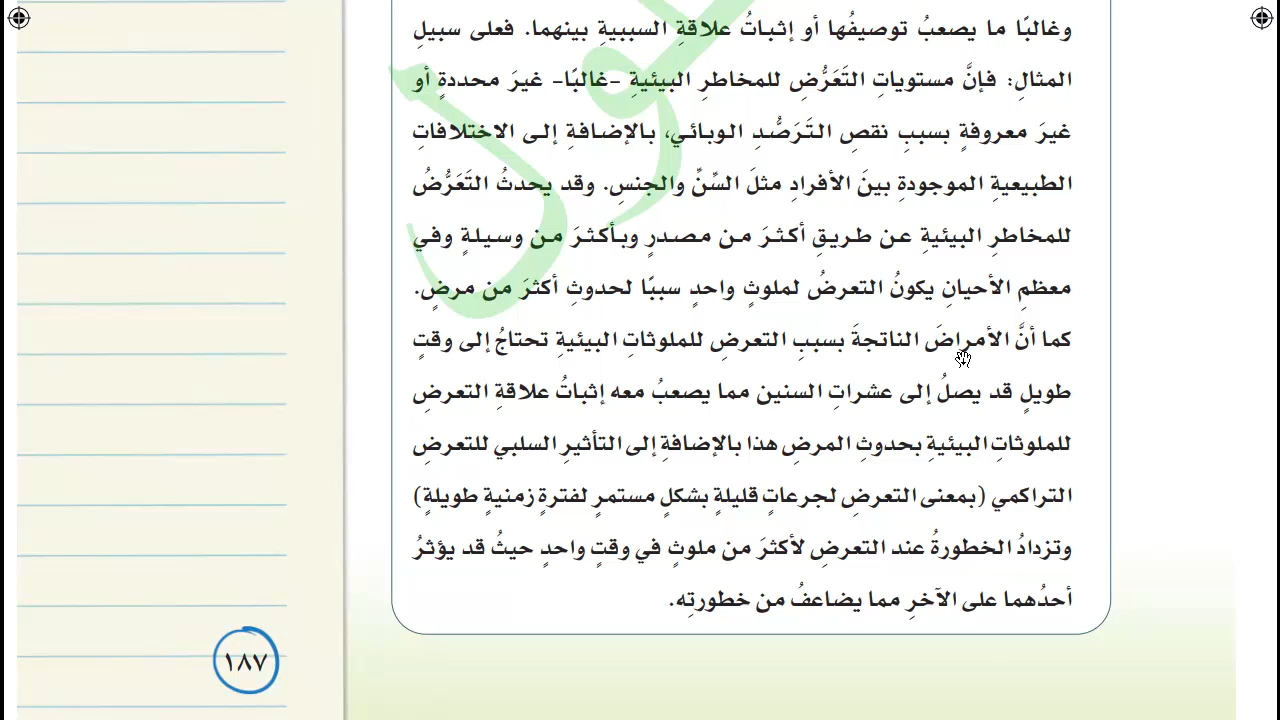 وغالبًا ما يصعبُ توصيفُها أو إثباتُ علاقةِ السببيةِ بينهما. فعلى سبيلِ
المثالِ: فإنَّ مستوياتِ التَعَرُّضِ للمخاطرِ البيئيةِ -غالبًا- غيرَ محددةٍ أو
غيرَ معروفةٍ بسببِ نقصِ التَرَصُّدِ الوبائي، بالإضافةِ إلى الاختلافاتِ
الطبيعيةِ الموجودةِ بينَ الأفرادِ مثلَ السِّنِّ والجنسِ. وقد يحدثُ التَعَرُّضُ
للمخاطرِ البيئيةِ عن طريقِ أكثرَ من مصدرٍ وبأكثرَ من وسيلةٍ وفي
معظمِ الأحيانِ يكونُ التعرضُ لملوثٍ واحدٍ سببًا لحدوثِ أكثرَ من مرضٍ.
كما أنَّ الأمراضَ الناتجةَ بسببِ التعرضِ للملوثاتِ البيئيةِ تحتاجُ إلى وقتٍ
طويلٍ قد يصلُ إلى عشراتِ السنين مما يصعبُ معه إثباتُ علاقةِ التعرضِ
للملوثاتِ البيئيةِ بحدوثِ المرضِ هذا بالإضافةِ إلى التأثيرِ السلبي للتعرضِ
التراكمي (بمعنى التعرضِ لجرعاتٍ قليلةٍ بشكلٍ مستمرٍ لفترةٍ زمنيةٍ طويلةٍ)
وتزدادُ الخطورةُ عند التعرضِ لأكثرَ من ملوثٍ في وقتٍ واحدٍ حيثُ قد يؤثرُ
أحدُهما على الآخرِ مما يضاعفُ من خطورتِه.
١٨٧